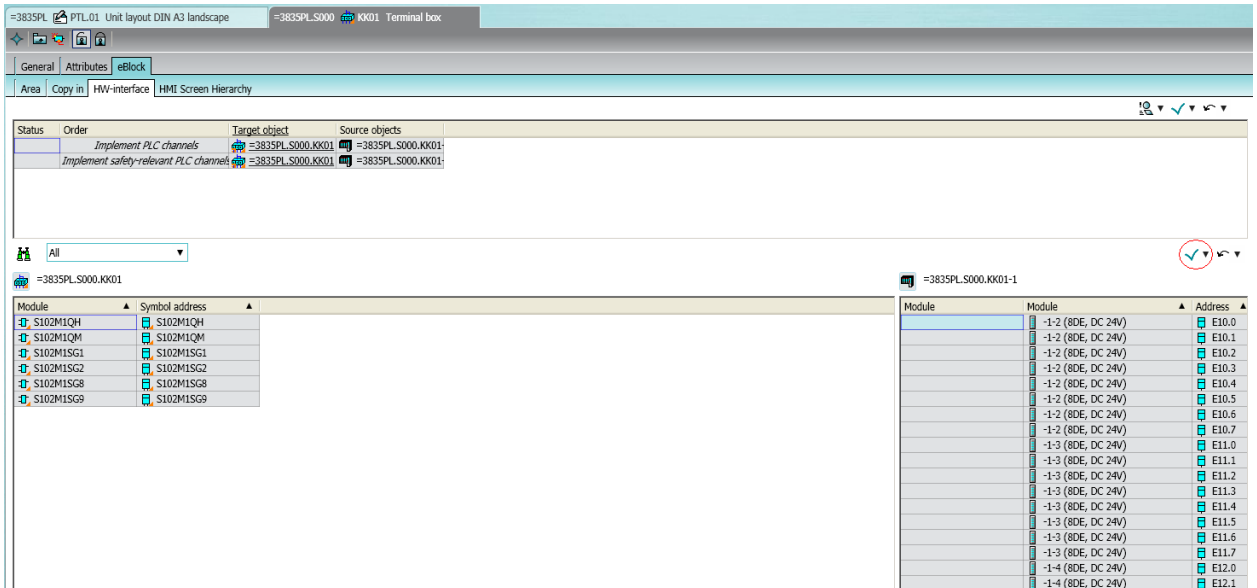 =3835PL PTL.01 Unit layout DIN A3 landscape =3835PL.S000 KK01 Terminal box
General Attributes eBlock
Area Copy in HW-interface HMI Screen Hierarchy
Status Order Target object Source objects
Implement PLC channels =3835PL.S000.KK01 =3835PL.S000.KK01-
Implement safety-relevant PLC channels =3835PL.S000.KK01 =3835PL.S000.KK01-
All
=3835PL.S000.KK01 =3835PL.S000.KK01-1
Module Symbol address Module Module Address
S102M1QH S102M1QH -1-2 (8DE, DC 24V) E10.0
S102M1QM S102M1QM -1-2 (8DE, DC 24V) E10.1
S102M1SG1 S102M1SG1 -1-2 (8DE, DC 24V) E10.2
S102M1SG2 S102M1SG2 -1-2 (8DE, DC 24V) E10.3
S102M1SG8 S102M1SG8 -1-2 (8DE, DC 24V) E10.4
S102M1SG9 S102M1SG9 -1-2 (8DE, DC 24V) E10.5
-1-2 (8DE, DC 24V) E10.6
-1-2 (8DE, DC 24V) E10.7
-1-3 (8DE, DC 24V) E11.0
-1-3 (8DE, DC 24V) E11.1
-1-3 (8DE, DC 24V) E11.2
-1-3 (8DE, DC 24V) E11.3
-1-3 (8DE, DC 24V) E11.4
-1-3 (8DE, DC 24V) E11.5
-1-3 (8DE, DC 24V) E11.6
-1-3 (8DE, DC 24V) E11.7
-1-4 (8DE, DC 24V) E12.0
-1-4 (8DE, DC 24V) E12.1